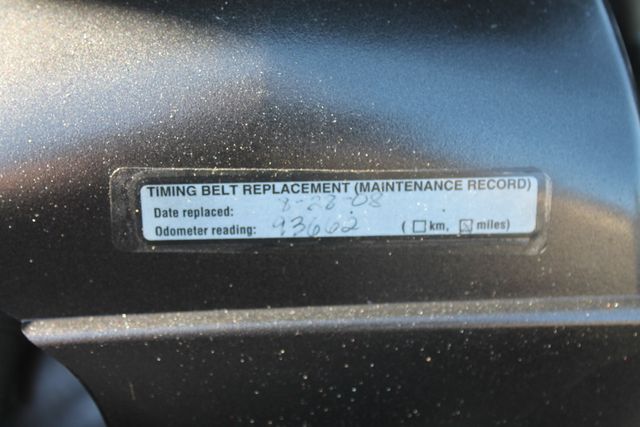 TIMING BELT REPLACEMENT (MAINTENANCE RECORD)
Date replaced: 8-28-08
Odometer reading: 93662 ( ☐ km, ☒ miles)